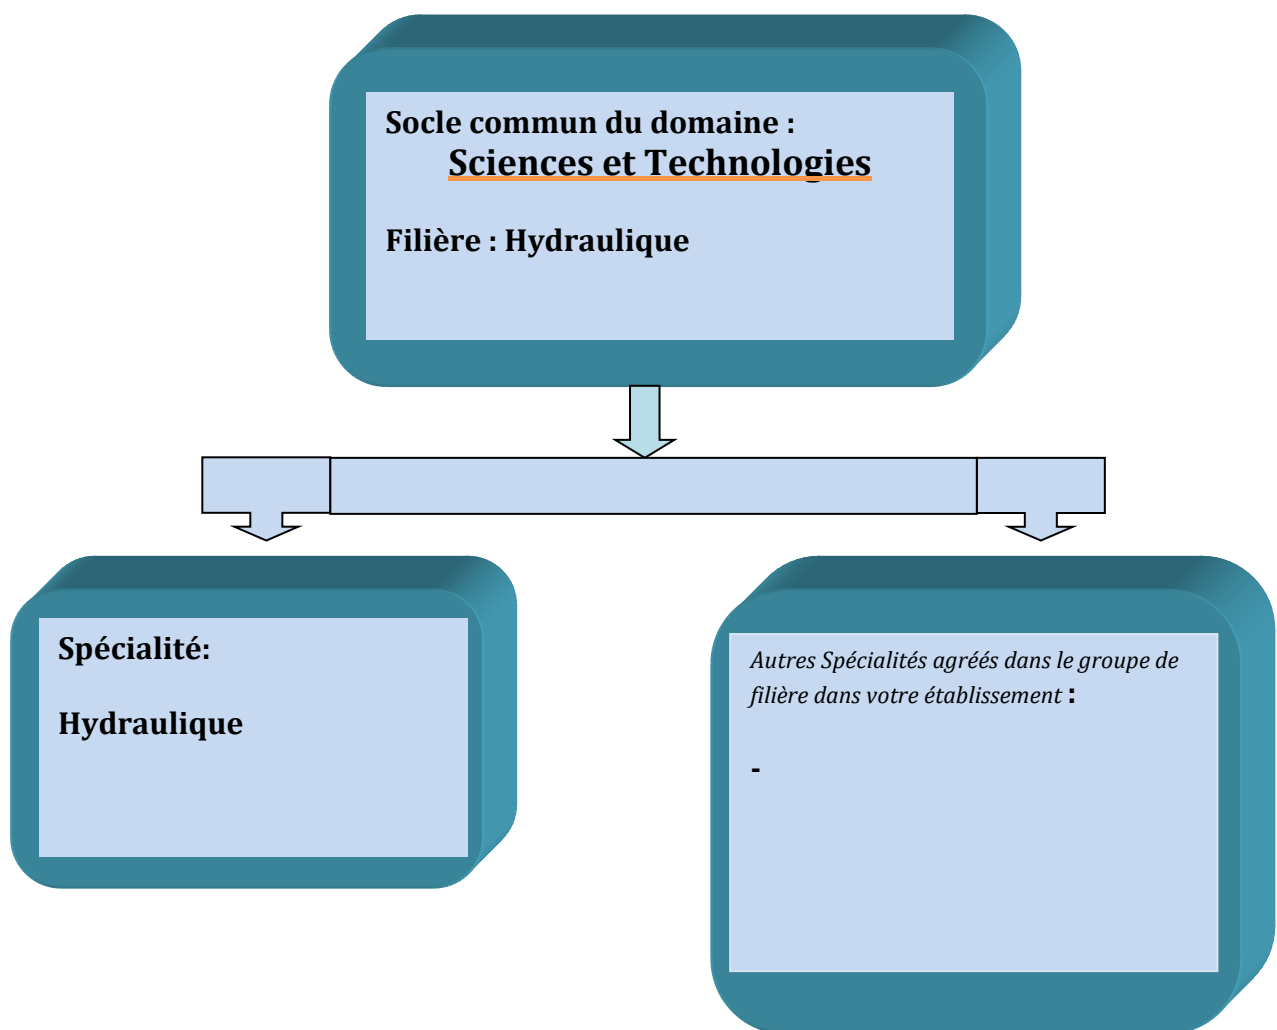 Socle commun du domaine :
Sciences et Technologies
Filière : Hydraulique
Spécialité:
Hydraulique
Autres Spécialités agréés dans le groupe de
filière dans votre établissement :
-